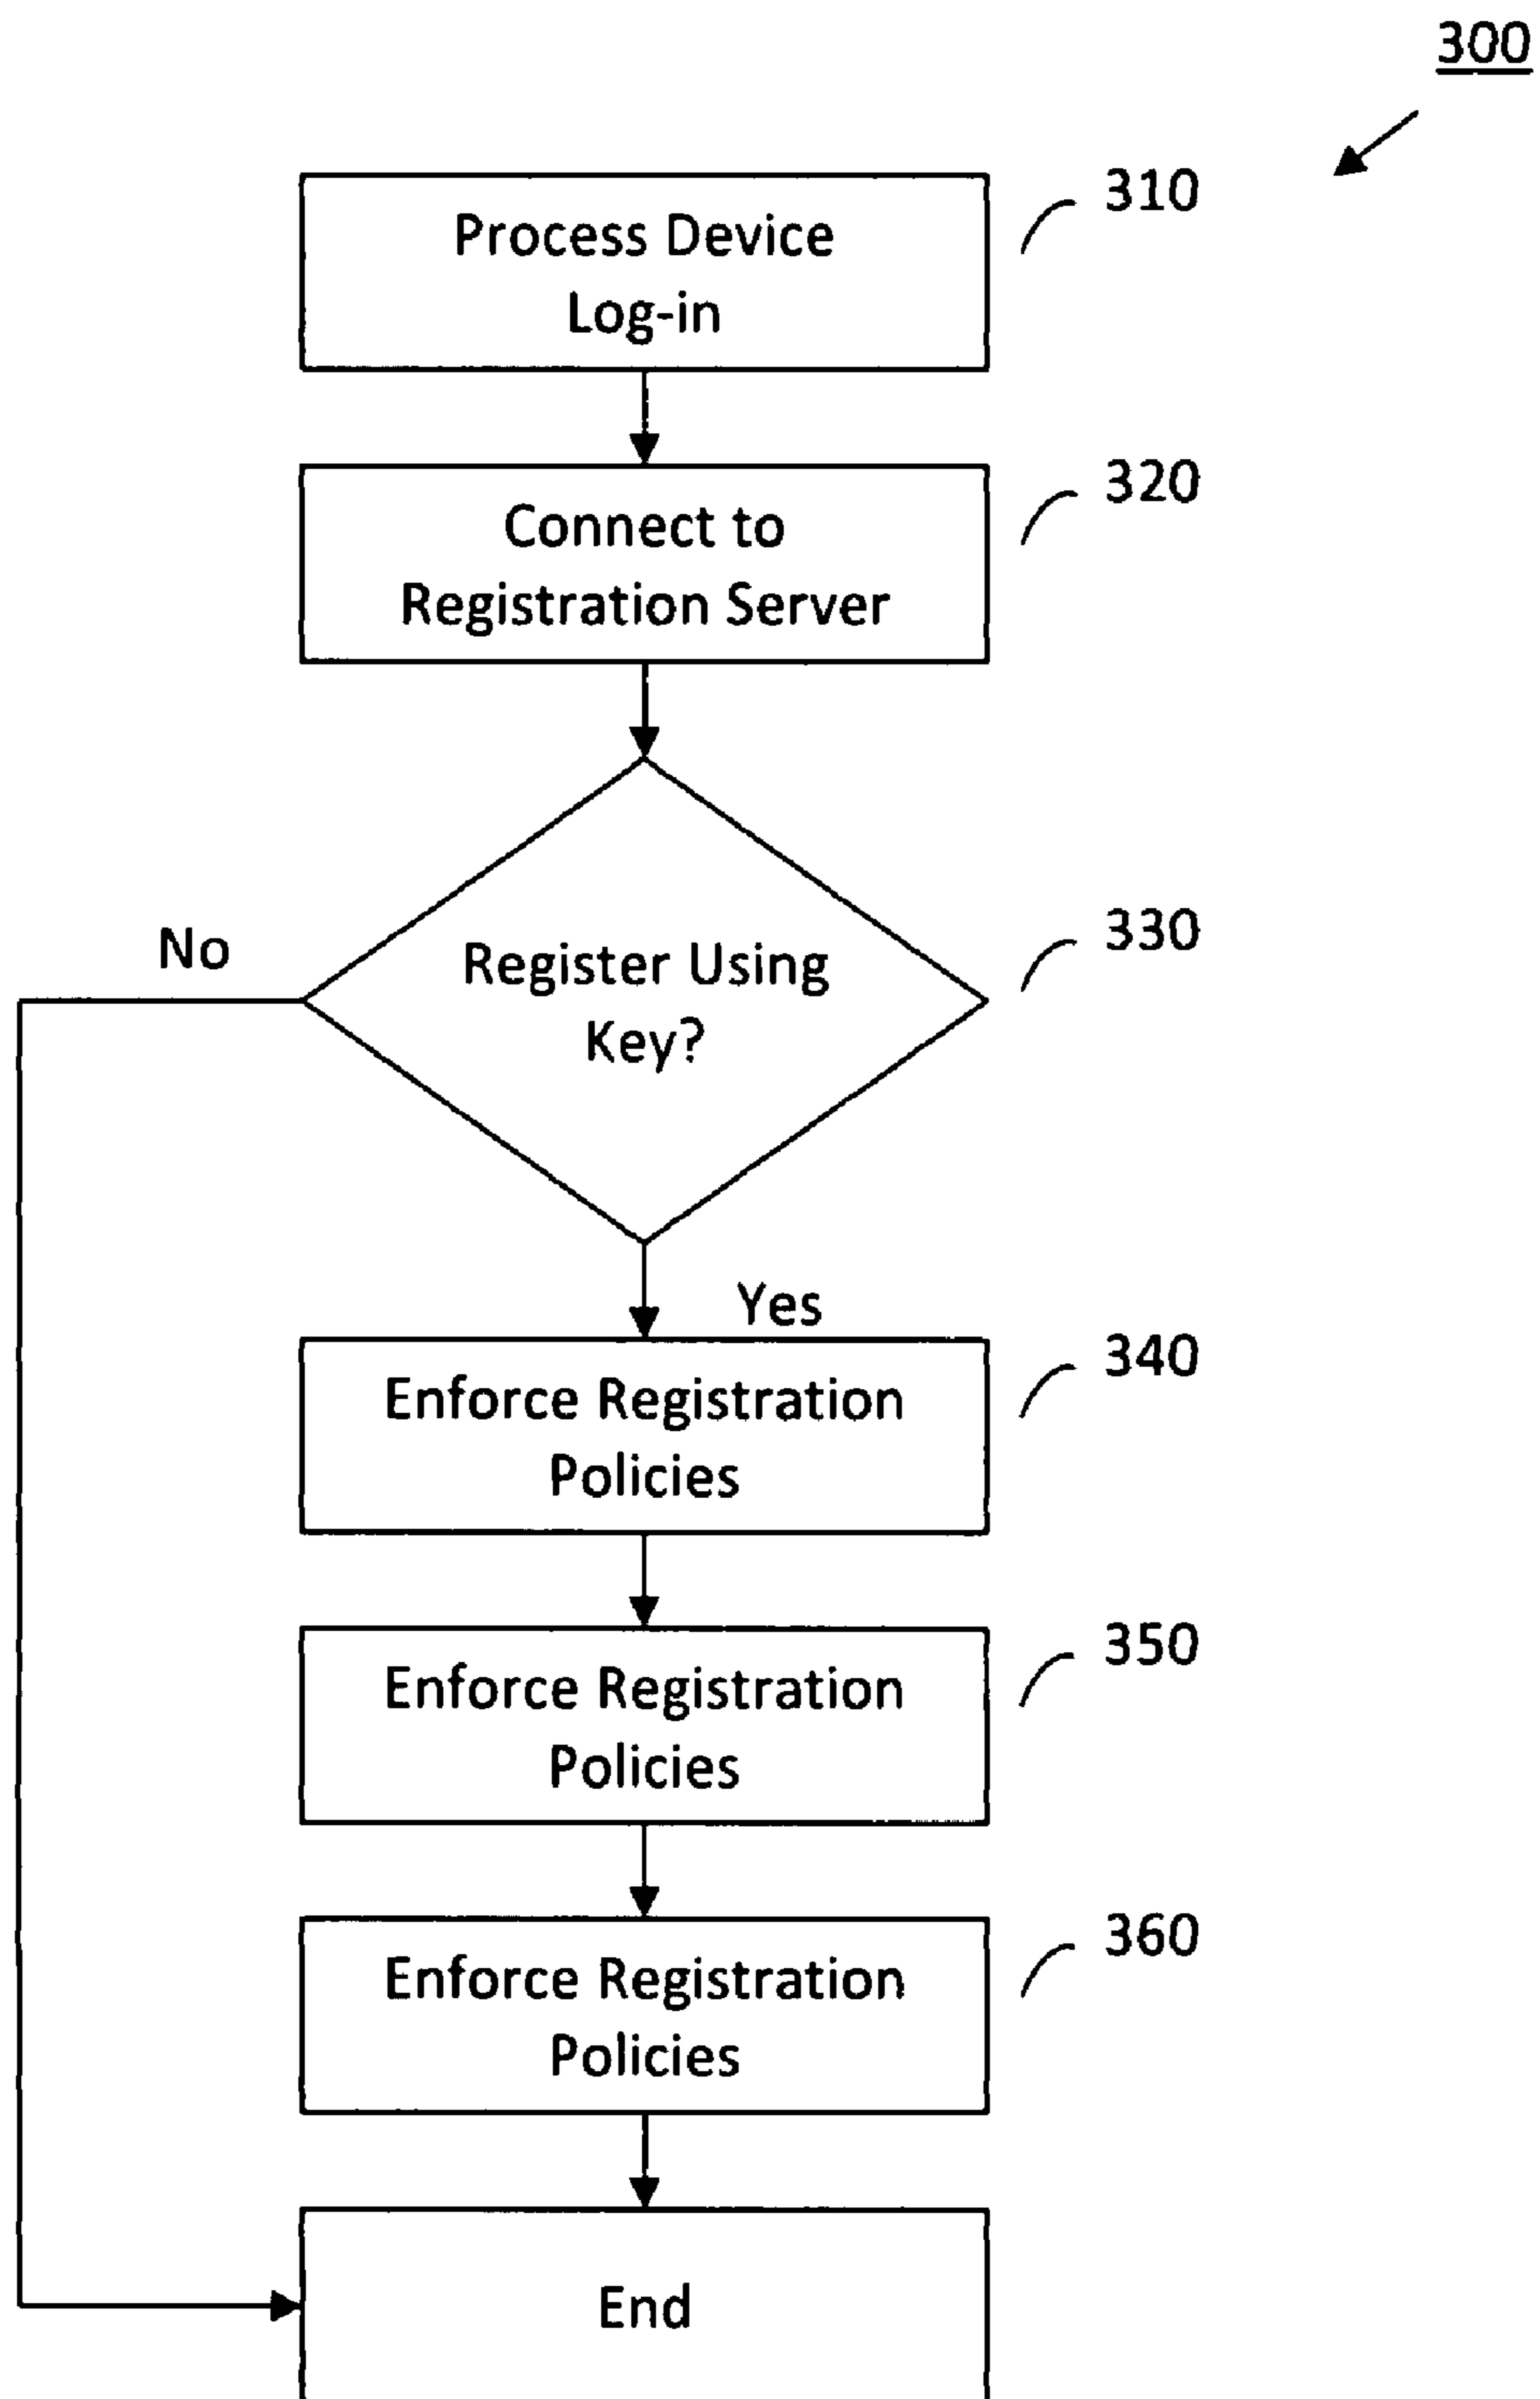 300
310
Process Device
Log-in
320
Connect to
Registration Server
330
No
Register Using
Key?
Yes
340
Enforce Registration
Policies
350
Enforce Registration
Policies
360
Enforce Registration
Policies
End